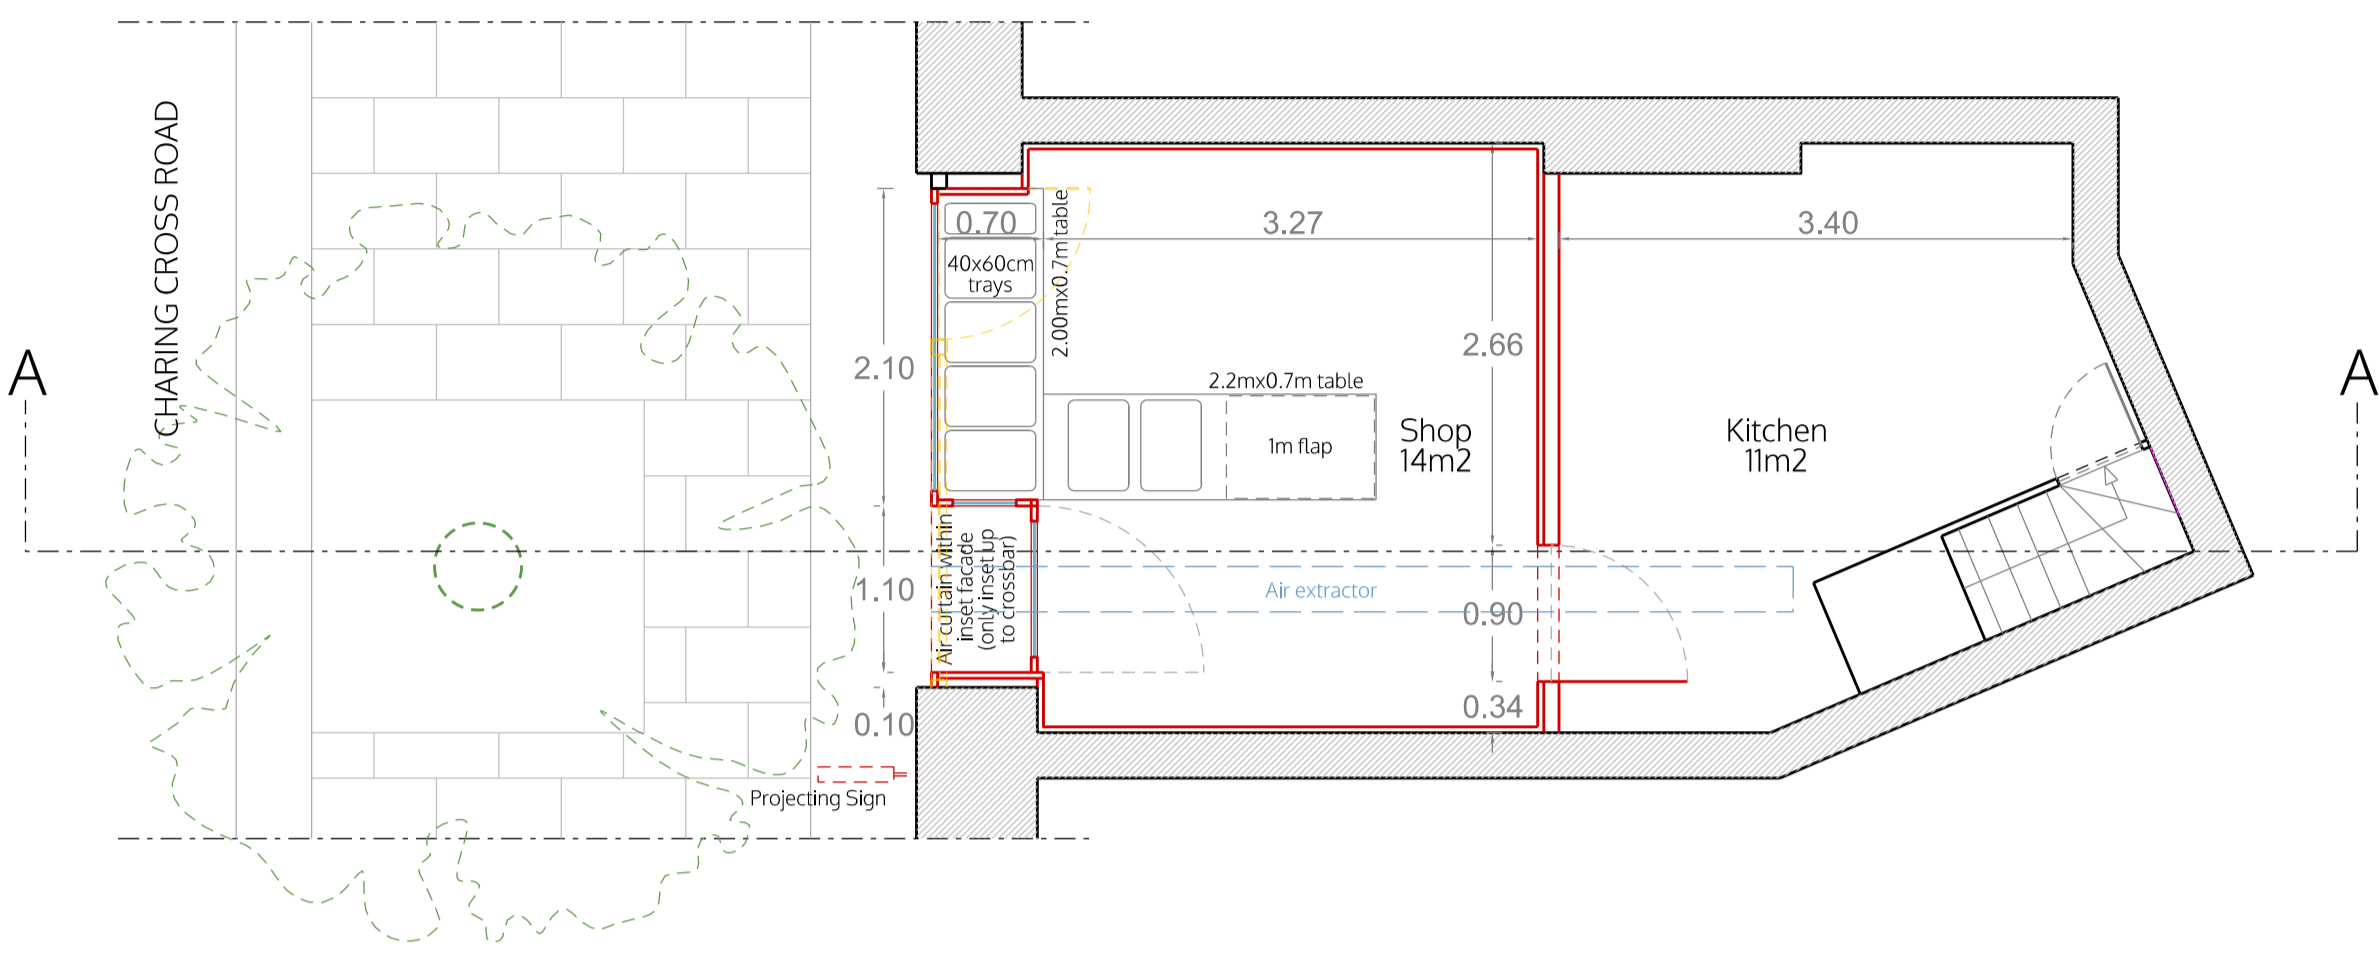 CHARING CROSS ROAD
A
A
0.70
3.27
3.40
40x60cm
trays
2.00mx0.7m table
2.10
2.66
2.2mx0.7m table
1m flap
Shop
14m2
Kitchen
11m2
Air curtain within
inset facade
(only inset up
to crossbar)
1.10
Air extractor
0.90
0.34
0.10
Projecting Sign